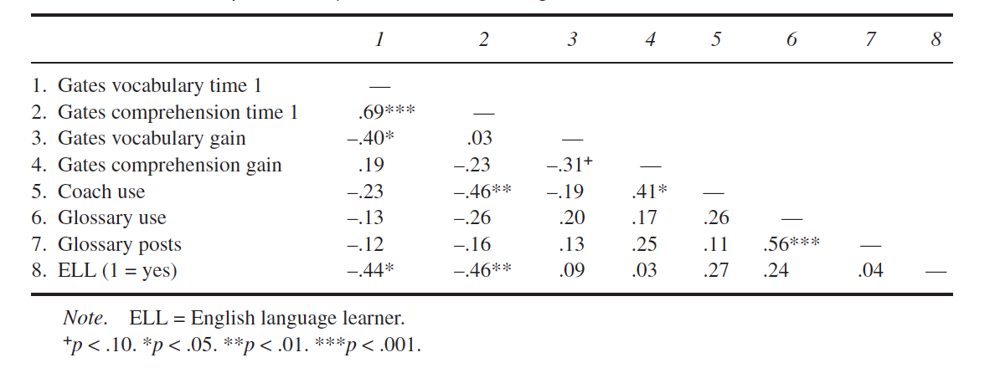 1 2 3 4 5 6 7 8
1. Gates vocabulary time 1 —
2. Gates comprehension time 1 .69*** —
3. Gates vocabulary gain –.40* .03 —
4. Gates comprehension gain .19 –.23 –.31+ —
5. Coach use –.23 –.46** –.19 .41* —
6. Glossary use –.13 –.26 .20 .17 .26 —
7. Glossary posts –.12 –.16 .13 .25 .11 .56*** —
8. ELL (1 = yes) –.44* –.46** .09 .03 .27 .24 .04 —
Note. ELL = English language learner.
+p < .10. *p < .05. **p < .01. ***p < .001.